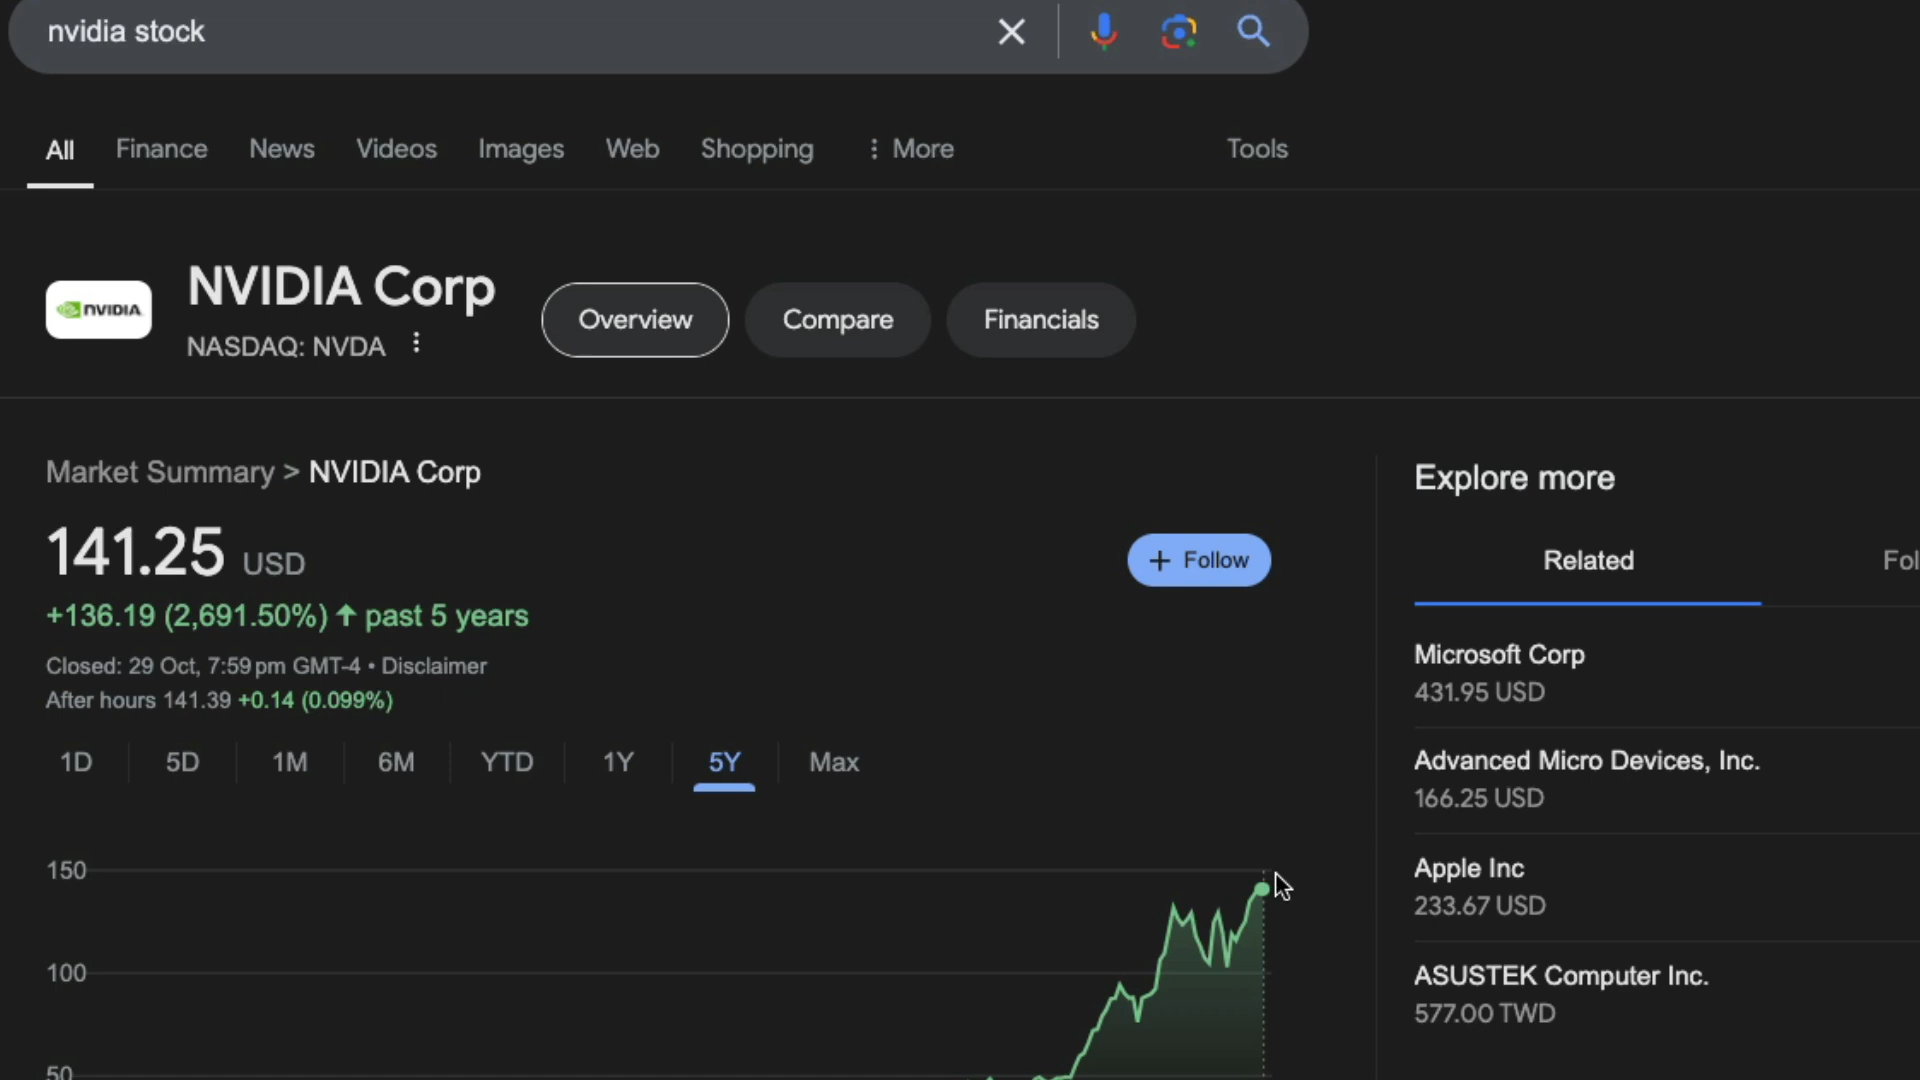 nvidia stock
All Finance News Videos Images Web Shopping More Tools
NVIDIA
NVIDIA Corp
NASDAQ: NVDA
Overview Compare Financials
Market Summary > NVIDIA Corp
141.25 USD
+ Follow
+136.19 (2,691.50%) ↑ past 5 years
Closed: 29 Oct, 7:59 pm GMT-4 • Disclaimer
After hours 141.39 +0.14 (0.099%)
1D 5D 1M 6M YTD 1Y 5Y Max
150
100
50
Explore more
Related Fol
Microsoft Corp
431.95 USD
Advanced Micro Devices, Inc.
166.25 USD
Apple Inc
233.67 USD
ASUSTEK Computer Inc.
577.00 TWD